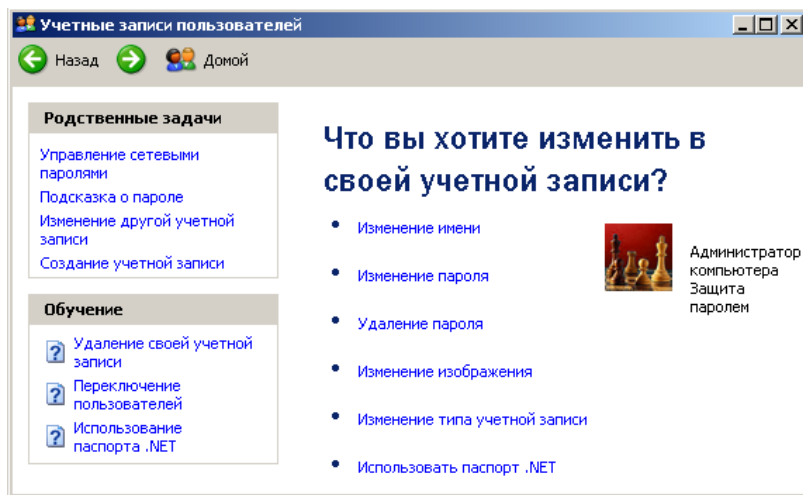 Учетные записи пользователей
Назад Домой
Родственные задачи
Управление сетевыми
паролями
Подсказка о пароле
Изменение другой учетной
записи
Создание учетной записи
Обучение
Удаление своей учетной
записи
Переключение
пользователей
Использование
паспорта .NET
Что вы хотите изменить в
своей учетной записи?
Изменение имени
Изменение пароля
Удаление пароля
Изменение изображения
Изменение типа учетной записи
Использовать паспорт .NET
Администратор
компьютера
Защита
паролем